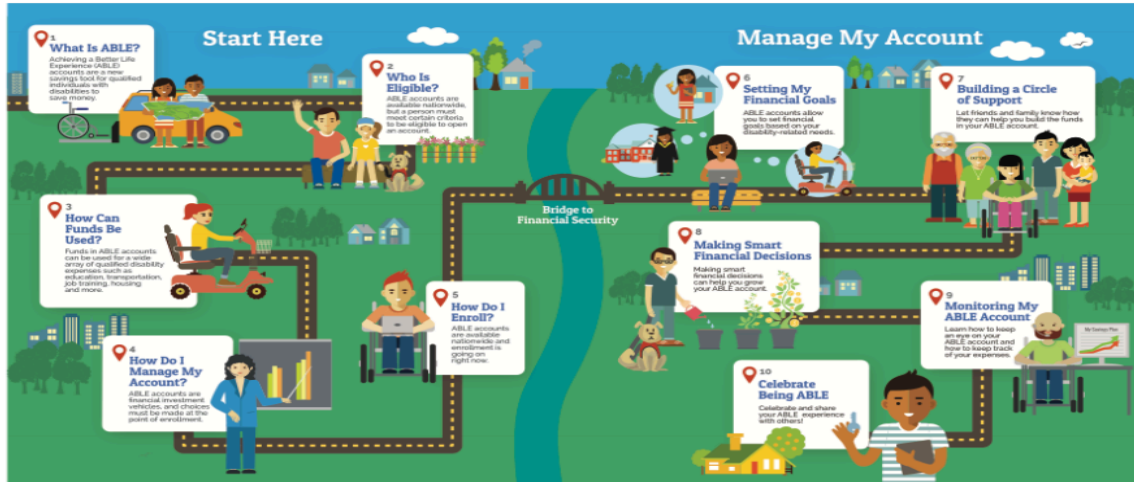 Start Here
1
What Is ABLE?
Achieving a Better Life
Experience (ABLE)
accounts are a new
savings tool for qualified
individuals with
disabilities to
save money.
2
Who Is
Eligible?
ABLE accounts are
available nationwide,
but a person must
meet certain criteria
to be eligible to open
an account.
3
How Can
Funds Be
Used?
Funds in ABLE accounts
can be used for a wide
array of qualified disability
expenses such as
education, transportation,
job training, housing
and more.
4
How Do I
Manage My
Account?
ABLE accounts are
financial investment
vehicles, and choices
must be made at the
point of enrollment.
5
How Do I
Enroll?
ABLE accounts
are available
nationwide and
enrollment is
going on
right now.
Bridge to
Financial Security
Manage My Account
6
Setting My
Financial Goals
ABLE accounts allow
you to set financial
goals based on your
disability-related needs.
7
Building a Circle
of Support
Let friends and family know how
they can help you build the funds
in your ABLE account.
8
Making Smart
Financial Decisions
Making smart
financial decisions
can help you grow
your ABLE account.
9
Monitoring My
ABLE Account
Learn how to keep
an eye on your
ABLE account and
how to keep track
of your expenses.
My Savings Plan
10
Celebrate
Being ABLE
Celebrate and share
your ABLE experience
with others!